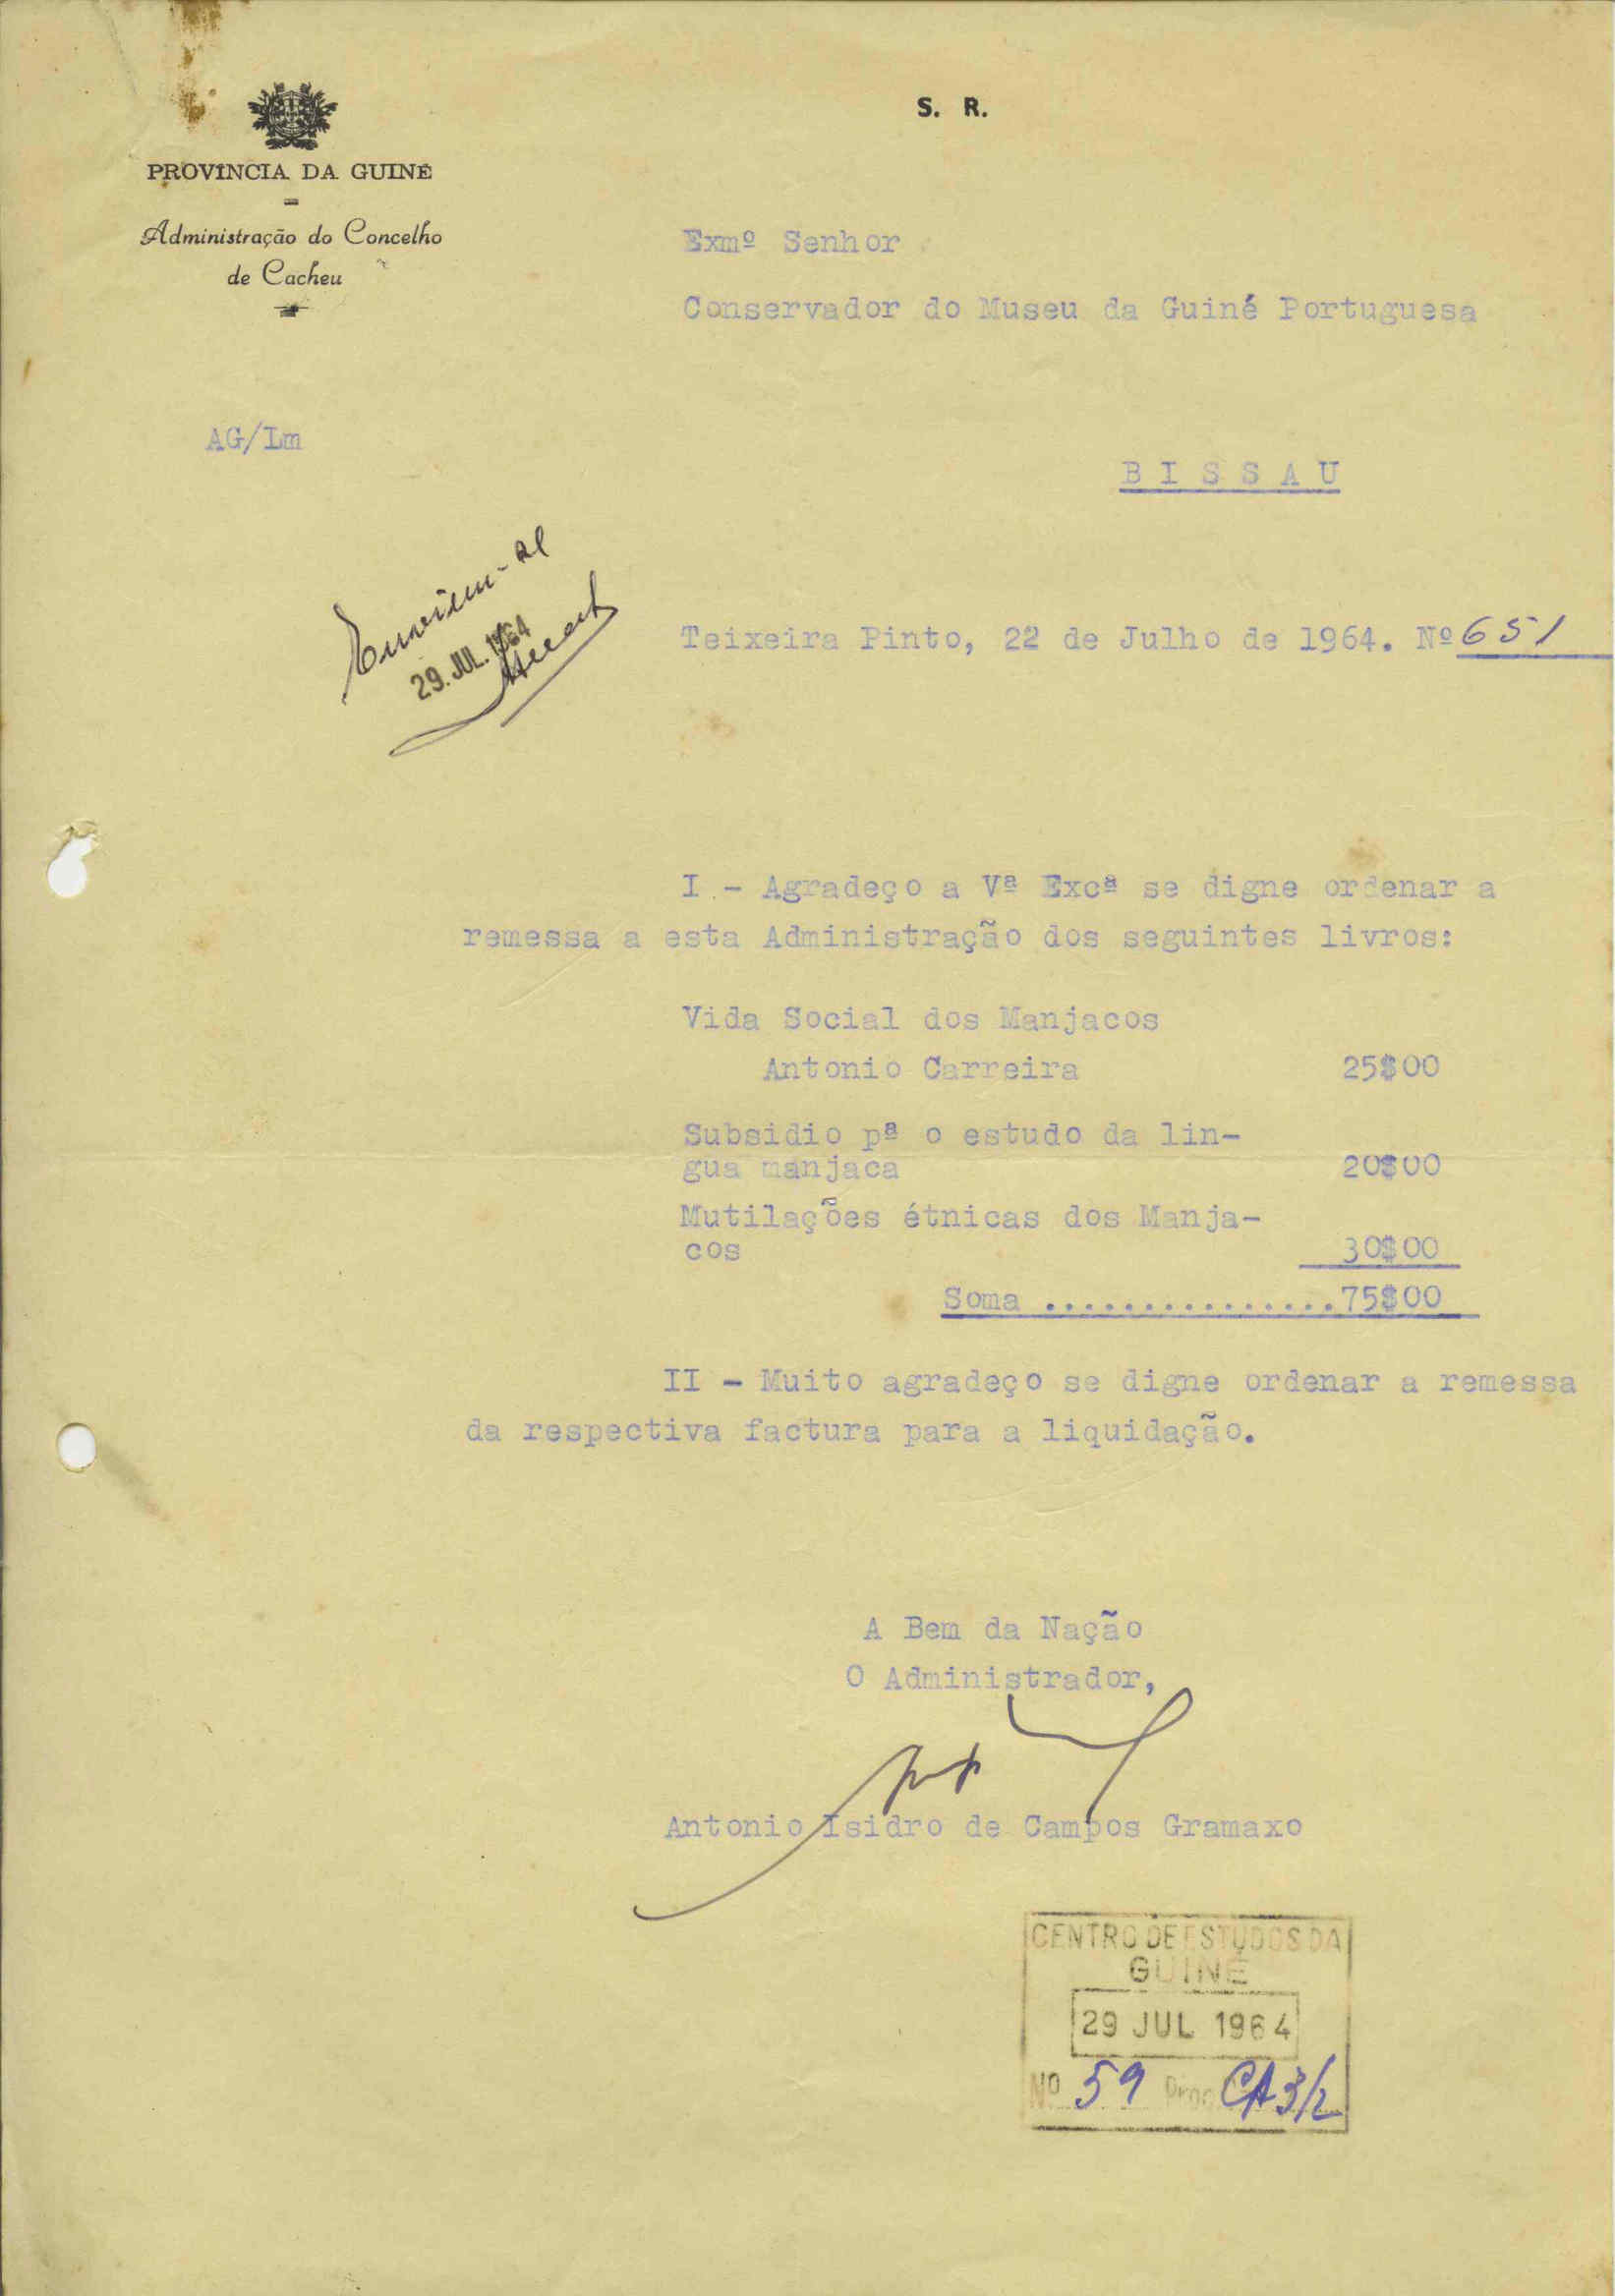 S. R.
PROVÍNCIA DA GUINÉ
Administração do Concelho
de Cacheu
Exmº Senhor
Conservador do Museu da Guiné Portuguesa
AG/Lm
B I S S A U
29. JUL. 1964
Teixeira Pinto, 22 de Julho de 1964. Nº 651
I - Agradeço a Vª Excª se digne ordenar a
remessa a esta Administração dos seguintes livros:
Vida Social dos Manjacos
Antonio Carreira 25$00
Subsidio pª o estudo da lin-
gua manjaca 20$00
Mutilações étnicas dos Manja-
cos 30$00
Soma ...............75$00
II - Muito agradeço se digne ordenar a remessa
da respectiva factura para a liquidação.
A Bem da Nação
O Administrador,
Antonio Isidro de Campos Gramaxo
CENTRO DE ESTUDOS DA
GUINÉ
29 JUL 1964
Nº 59 Proc. CA 3/2